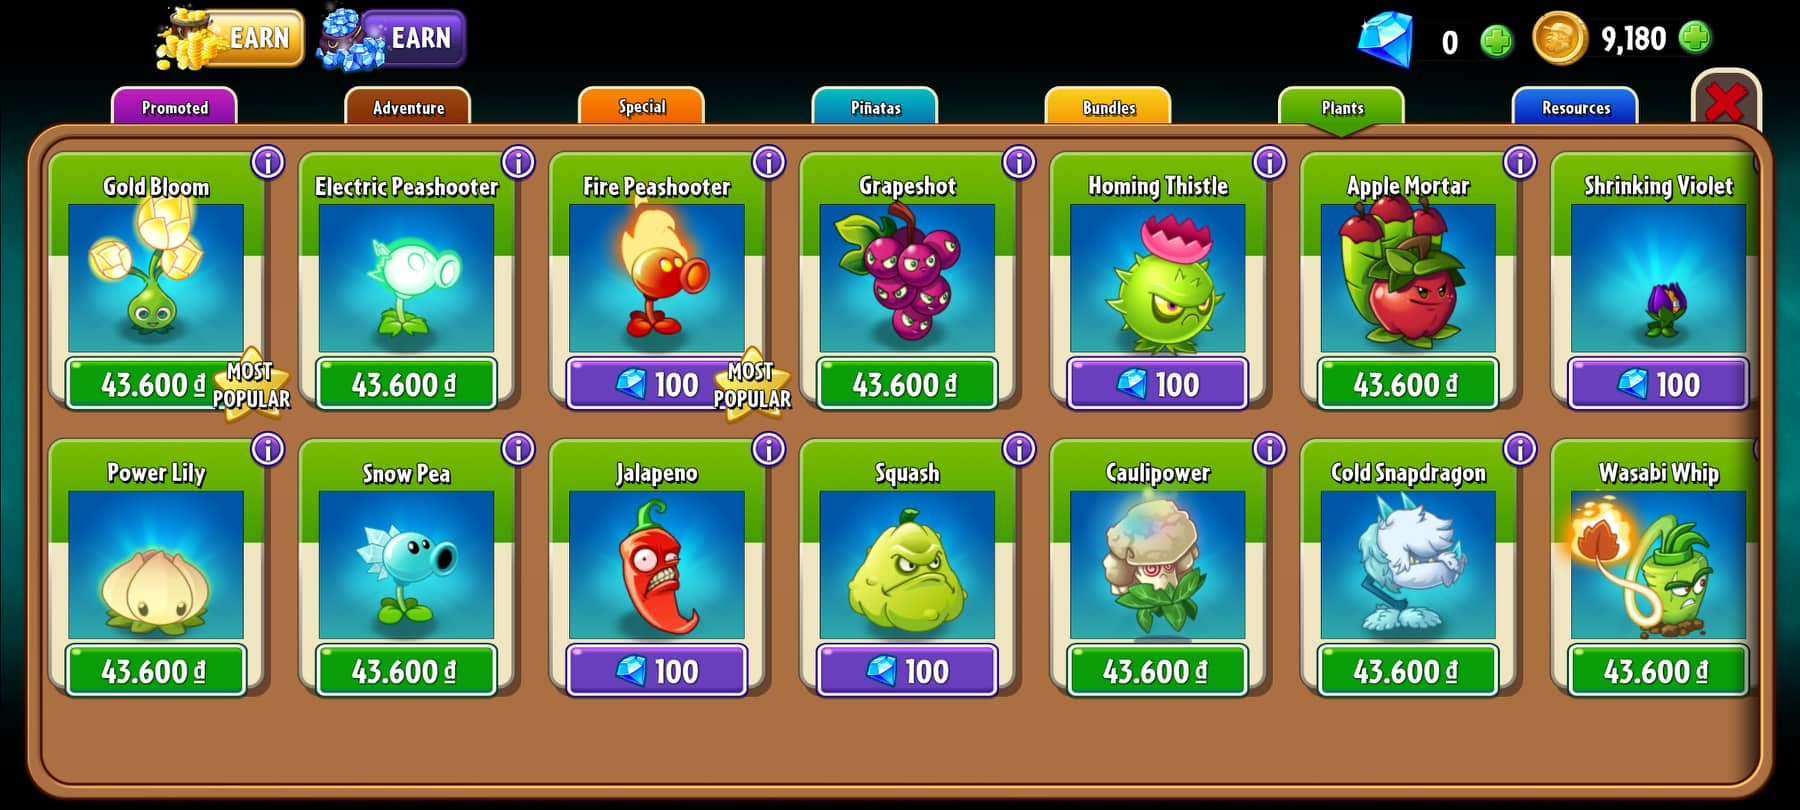 EARN
EARN
0
9,180
Promoted
Adventure
Special
Piñatas
Bundles
Plants
Resources
Gold Bloom
Electric Peashooter
Fire Peashooter
Grapeshot
Homing Thistle
Apple Mortar
Shrinking Violet
43.600 ₫
MOST
POPULAR
43.600 ₫
100
MOST
POPULAR
43.600 ₫
100
43.600 ₫
100
Power Lily
Snow Pea
Jalapeno
Squash
Caulipower
Cold Snapdragon
Wasabi Whip
43.600 ₫
43.600 ₫
100
100
43.600 ₫
43.600 ₫
43.600 ₫